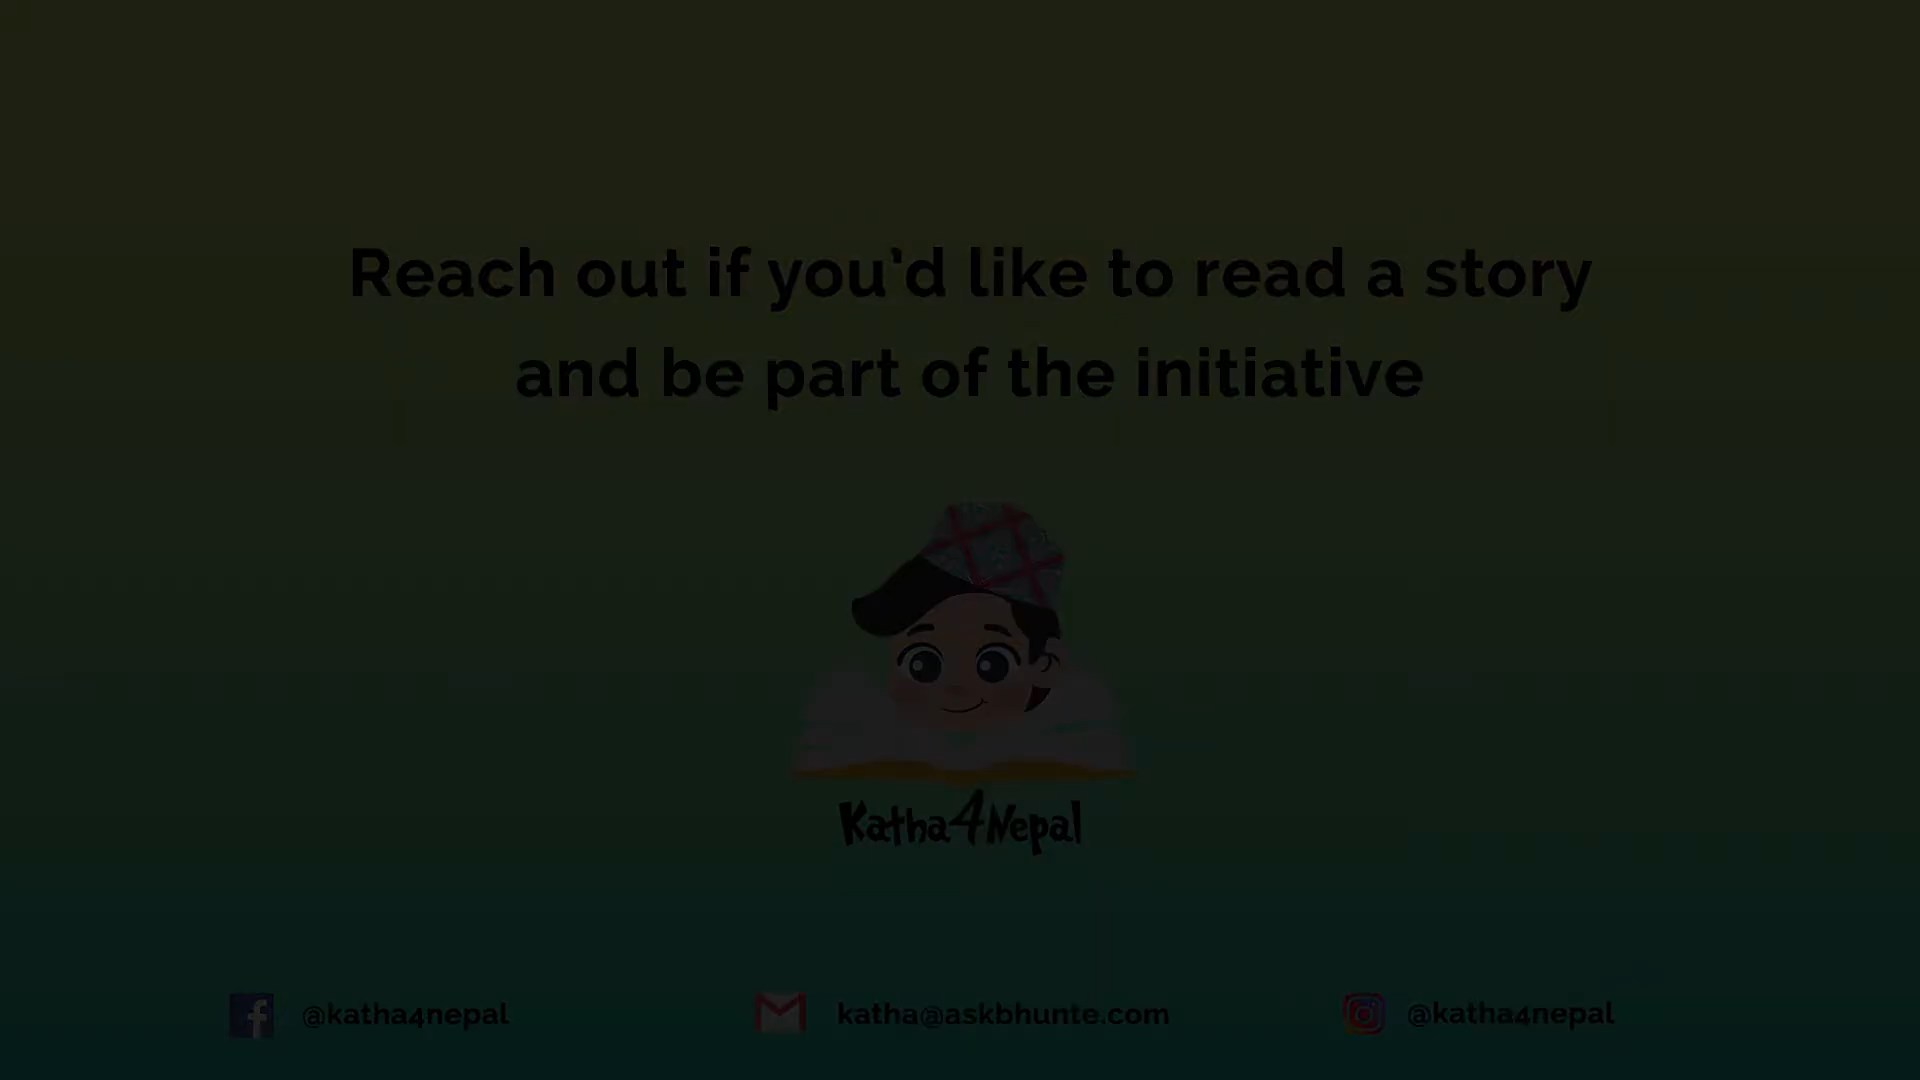 Reach out if you’d like to read a story
and be part of the initiative
Katha4Nepal
@katha4nepal
katha@askbhunte.com
@katha4nepal